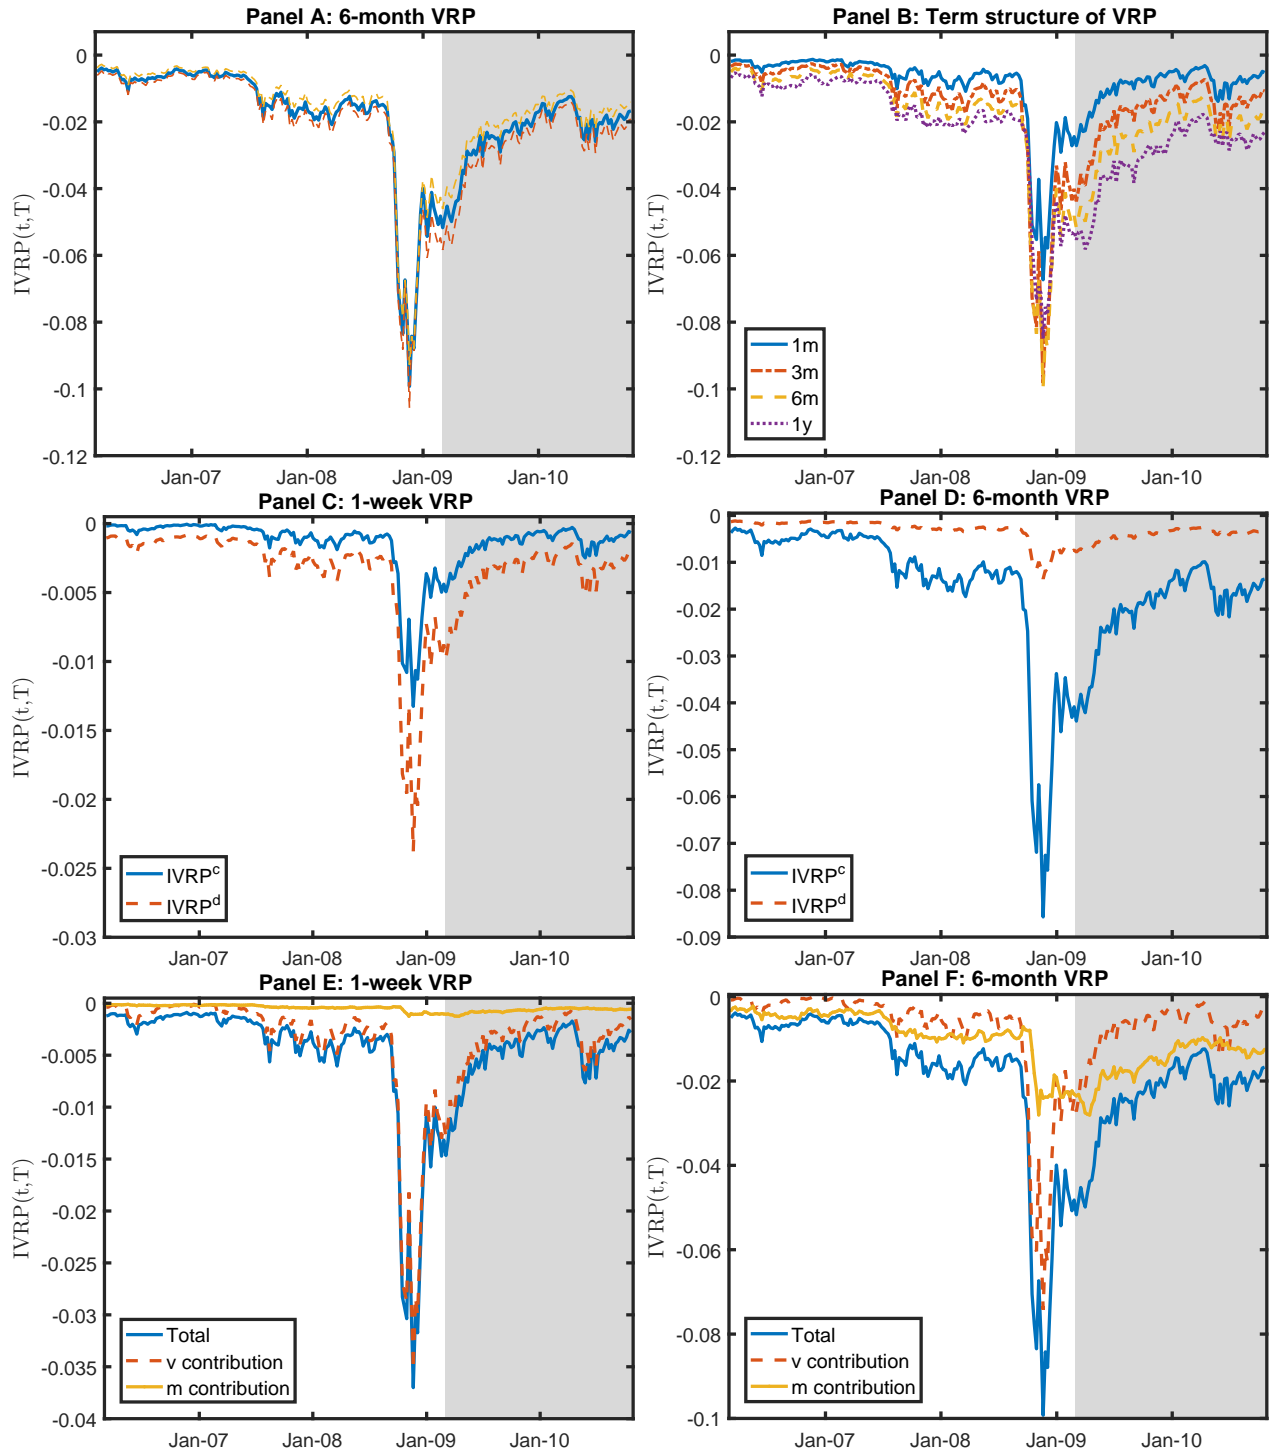 Panel A: 6-month VRP
0
-0.02
-0.04
-0.06
-0.08
-0.1
-0.12
IVRP(t,T)
Jan-07 Jan-08 Jan-09 Jan-10
Panel B: Term structure of VRP
0
-0.02
-0.04
-0.06
-0.08
-0.1
-0.12
IVRP(t,T)
1m
3m
6m
1y
Jan-07 Jan-08 Jan-09 Jan-10
Panel C: 1-week VRP
0
-0.005
-0.01
-0.015
-0.02
-0.025
-0.03
IVRP(t,T)
IVRP^c
IVRP^d
Jan-07 Jan-08 Jan-09 Jan-10
Panel D: 6-month VRP
0
-0.01
-0.02
-0.03
-0.04
-0.05
-0.06
-0.07
-0.08
-0.09
IVRP(t,T)
IVRP^c
IVRP^d
Jan-07 Jan-08 Jan-09 Jan-10
Panel E: 1-week VRP
0
-0.005
-0.01
-0.015
-0.02
-0.025
-0.03
-0.035
-0.04
IVRP(t,T)
Total
v contribution
m contribution
Jan-07 Jan-08 Jan-09 Jan-10
Panel F: 6-month VRP
0
-0.02
-0.04
-0.06
-0.08
-0.1
IVRP(t,T)
Total
v contribution
m contribution
Jan-07 Jan-08 Jan-09 Jan-10